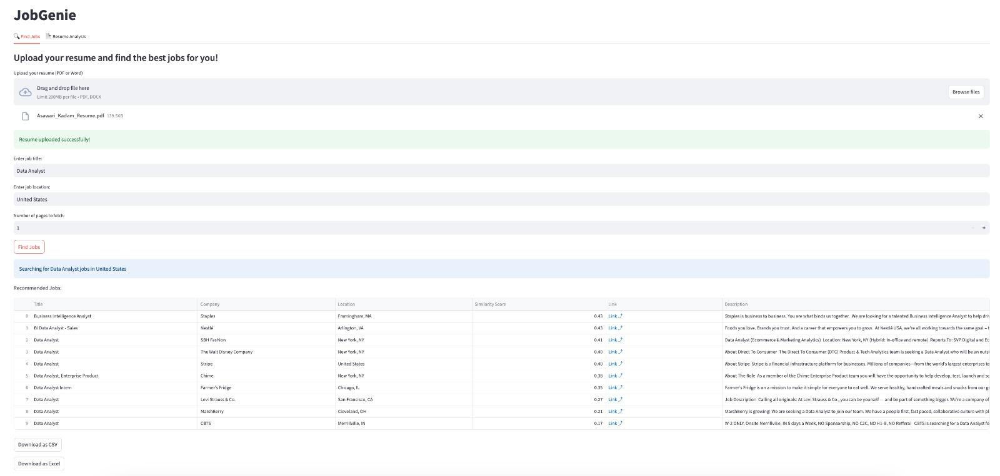 JobGenie
Find Jobs Resume Analysis
Upload your resume and find the best jobs for you!
Upload your resume (PDF or Word)
Drag and drop file here
Limit 200MB per file • PDF, DOCX
Browse files
Asawari_Kadam_Resume.pdf 139.5KB
Resume uploaded successfully!
Enter job title:
Data Analyst
Enter job location:
United States
Number of pages to fetch:
1
Find Jobs
Searching for Data Analyst jobs in United States
Recommended Jobs:
Title Company Location Similarity Score Link Description
0 Business Intelligence Analyst Staples Framingham, MA 0.43 Link Staples is business to business. You are what binds us together. We are looking for a talented Business Intelligence Analyst to help driv
1 BI Data Analyst - Sales Nestlé Arlington, VA 0.43 Link Foods you love. Brands you trust. And a career that empowers you to grow. At Nestlé USA, we're all working towards the same goal – t
2 Data Analyst SBH Fashion New York, NY 0.41 Link Data Analyst (Ecommerce & Marketing Analytics) Location: New York, NY (Hybrid: In-office and remote) Reports To: SVP Digital and Ec
3 Data Analyst The Walt Disney Company New York, NY 0.40 Link About Direct To Consumer The Direct To Consumer (DTC) Product & Tech Analytics team is seeking a Data Analyst who will be an outst
4 Data Analyst Stripe United States 0.40 Link About Stripe Stripe is a financial infrastructure platform for businesses. Millions of companies—from the world's largest enterprises to
5 Data Analyst, Enterprise Product Chime New York, NY 0.38 Link About The Role As a member of the Chime Enterprise Product team you will have the opportunity to help develop, test, launch and sc
6 Data Analyst Intern Farmer's Fridge Chicago, IL 0.35 Link Farmer's Fridge is on a mission to make it simple for everyone to eat well. We serve healthy, handcrafted meals and snacks from our g
7 Data Analyst Levi Strauss & Co. San Francisco, CA 0.27 Link Job Description Calling all originals: At Levi Strauss & Co., you can be yourself — and be part of something bigger. We're a company of
8 Data Analyst MarshBerry Cleveland, OH 0.21 Link MarshBerry is growing! We are seeking a Data Analyst to join our team. We have a people first, fast paced, collaborative culture with pl
9 Data Analyst CBTS Merrillville, IN 0.17 Link W-2 ONLY, Onsite Merrillville, IN 5 days a Week, NO Sponsorship, NO C2C, NO H1-B, NO Refferal CBTS is searching for a Data Analyst fo
Download as CSV
Download as Excel